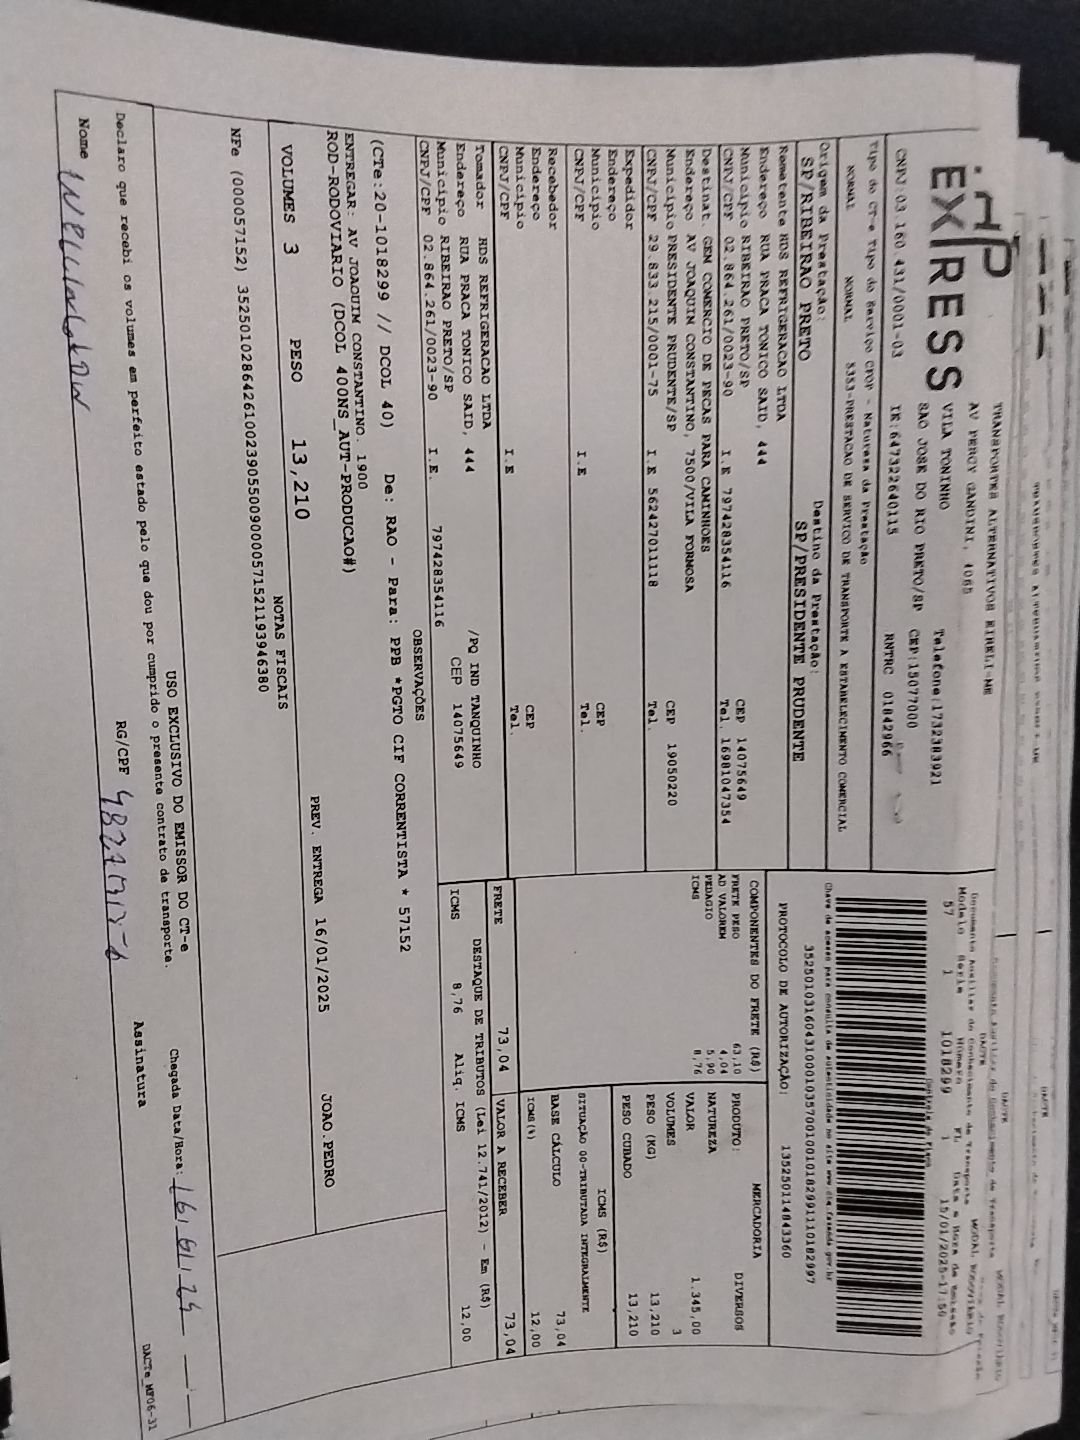 HP EXPRESS
TRANSPORTES ALTERNATIVOS EIRELI-ME
AV PERCY GANDINI, 4065
VILA TONINHO Telefone:1732383921
SAO JOSE DO RIO PRETO/SP CEP:15077000
CNPJ:03.160.431/0001-03 IE:647322640115 RNTRC 01842966
Tipo do CT-e Tipo do Serviço CFOP - Natureza da Prestação
NORMAL NORMAL 5353-PRESTACAO DE SERVICO DE TRANSPORTE A ESTABELECIMENTO COMERCIAL
Origem da Prestação: Destino da Prestação:
SP/RIBEIRAO PRETO SP/PRESIDENTE PRUDENTE
Remetente HDS REFRIGERACAO LTDA
Endereço RUA PRACA TONICO SAID, 444
Município RIBEIRAO PRETO/SP CEP 14075649
CNPJ/CPF 02.864.261/0023-90 I.E 797428354116 Tel. 16981047354
Destinat. GEM COMERCIO DE PECAS PARA CAMINHOES
Endereço AV JOAQUIM CONSTANTINO, 7500/VILA FORMOSA
Município PRESIDENTE PRUDENTE/SP CEP 19050220
CNPJ/CPF 29.833.215/0001-75 I.E 562427011118 Tel.
Expedidor
Endereço
Município CEP
CNPJ/CPF I.E Tel.
Recebedor
Endereço
Município CEP
CNPJ/CPF I.E Tel.
Tomador HDS REFRIGERACAO LTDA
Endereço RUA PRACA TONICO SAID, 444 /PQ IND TANQUINHO
Município RIBEIRAO PRETO/SP CEP 14075649
CNPJ/CPF 02.864.261/0023-90 I.E. 797428354116
Documento Auxiliar do Conhecimento de Transporte MODAL RODOVIÁRIO
Modelo Série Número FL Data e Hora de Emissão
57 1 1018299 1 15/01/2025-17:50
Controle do Fisco
Chave de acesso para consulta de autenticidade no site www.cte.fazenda.gov.br
35250103160431000103570010010182991110182997
PROTOCOLO DE AUTORIZAÇÃO: 135250114843360
COMPONENTES DO FRETE (R$)
FRETE PESO 63,10
AD VALOREM 4,04
PEDAGIO 5,90
ICMS 8,76
MERCADORIA
PRODUTO: DIVERSOS
NATUREZA
VALOR 1.345,00
VOLUMES 3
PESO (KG) 13,210
PESO CUBADO 13,210
ICMS (R$)
SITUAÇÃO 00-TRIBUTADA INTEGRALMENTE
BASE CÁLCULO 73,04
ICMS(%) 12,00
FRETE 73,04 VALOR A RECEBER 73,04
DESTAQUE DE TRIBUTOS (Lei 12.741/2012) - Em (R$)
ICMS 8,76 Aliq. ICMS 12,00
OBSERVAÇÕES
(CTe:20-1018299 // DCOL 40) De: RAO - Para: PPB *PGTO CIF CORRENTISTA * 57152
ENTREGAR: AV JOAQUIM CONSTANTINO. 1900
ROD-RODOVIARIO (DCOL 400NS_AUT-PRODUCAO#)
PREV. ENTREGA 16/01/2025 JOAO.PEDRO
VOLUMES 3 PESO 13,210
NOTAS FISCAIS
NFe (000057152) 35250102864261002390550090000571521193946380
USO EXCLUSIVO DO EMISSOR DO CT-e
Declaro que recebi os volumes em perfeito estado pelo que dou por cumprido o presente contrato de transporte.
Chegada Data/Hora: 16/01/25
Nome RG/CPF Assinatura
DACTe_MF06-31